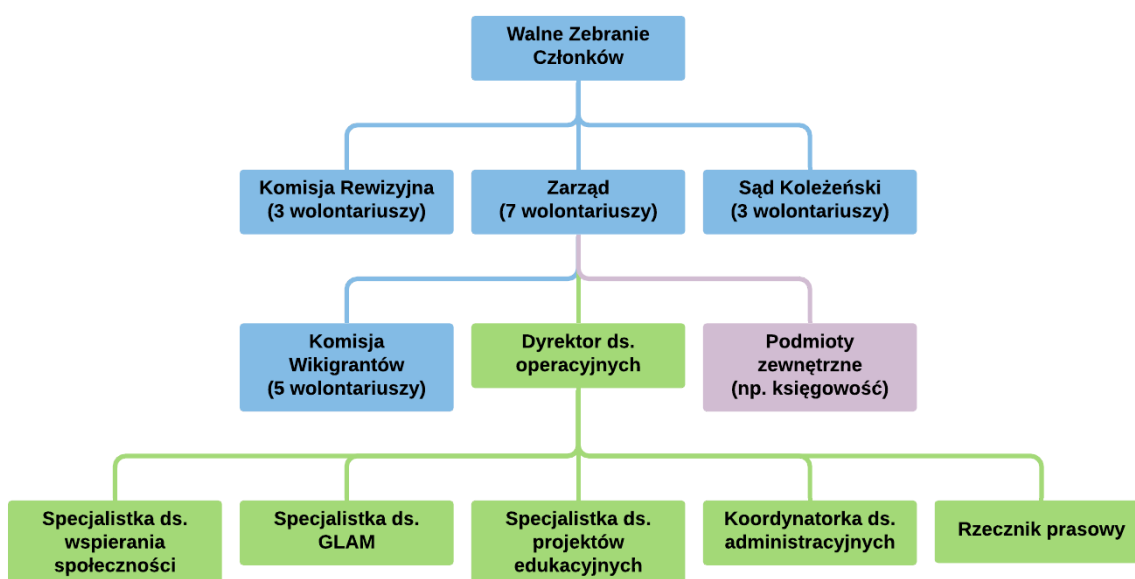 Walne Zebranie
Członków
Komisja Rewizyjna
(3 wolontariuszy)
Zarząd
(7 wolontariuszy)
Sąd Koleżeński
(3 wolontariuszy)
Komisja
Wikigrantów
(5 wolontariuszy)
Dyrektor ds.
operacyjnych
Podmioty
zewnętrzne
(np. księgowość)
Specjalistka ds.
wspierania
społeczności
Specjalistka ds.
GLAM
Specjalistka ds.
projektów
edukacyjnych
Koordynatorka ds.
administracyjnych
Rzecznik prasowy